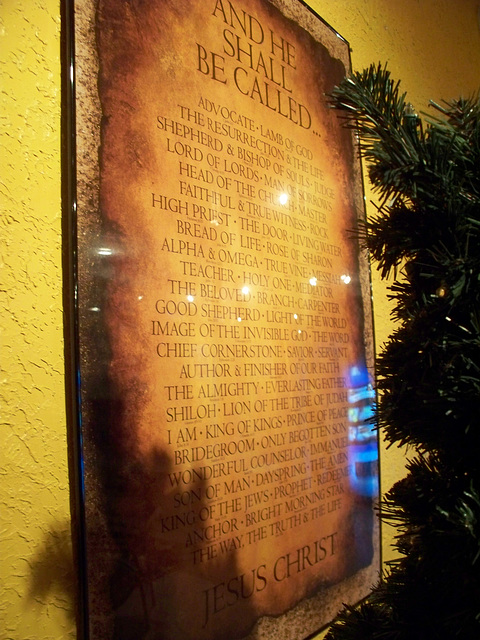 AND HE
SHALL
BE CALLED...
ADVOCATE · LAMB OF GOD
THE RESURRECTION & THE LIFE
SHEPHERD & BISHOP OF SOULS · JUDGE
LORD OF LORDS · MAN OF SORROWS
HEAD OF THE CHURCH · MASTER
FAITHFUL & TRUE WITNESS · ROCK
HIGH PRIEST · THE DOOR · LIVING WATER
BREAD OF LIFE · ROSE OF SHARON
ALPHA & OMEGA · TRUE VINE · MESSIAH
TEACHER · HOLY ONE · MEDIATOR
THE BELOVED · BRANCH · CARPENTER
GOOD SHEPHERD · LIGHT OF THE WORLD
IMAGE OF THE INVISIBLE GOD · THE WORD
CHIEF CORNERSTONE · SAVIOR · SERVANT
AUTHOR & FINISHER OF OUR FAITH
THE ALMIGHTY · EVERLASTING FATHER
SHILOH · LION OF THE TRIBE OF JUDAH
I AM · KING OF KINGS · PRINCE OF PEACE
BRIDEGROOM · ONLY BEGOTTEN SON
WONDERFUL COUNSELOR · IMMANUEL
SON OF MAN · DAYSPRING · THE AMEN
KING OF THE JEWS · PROPHET · REDEEMER
ANCHOR · BRIGHT MORNING STAR
THE WAY, THE TRUTH & THE LIFE
JESUS CHRIST